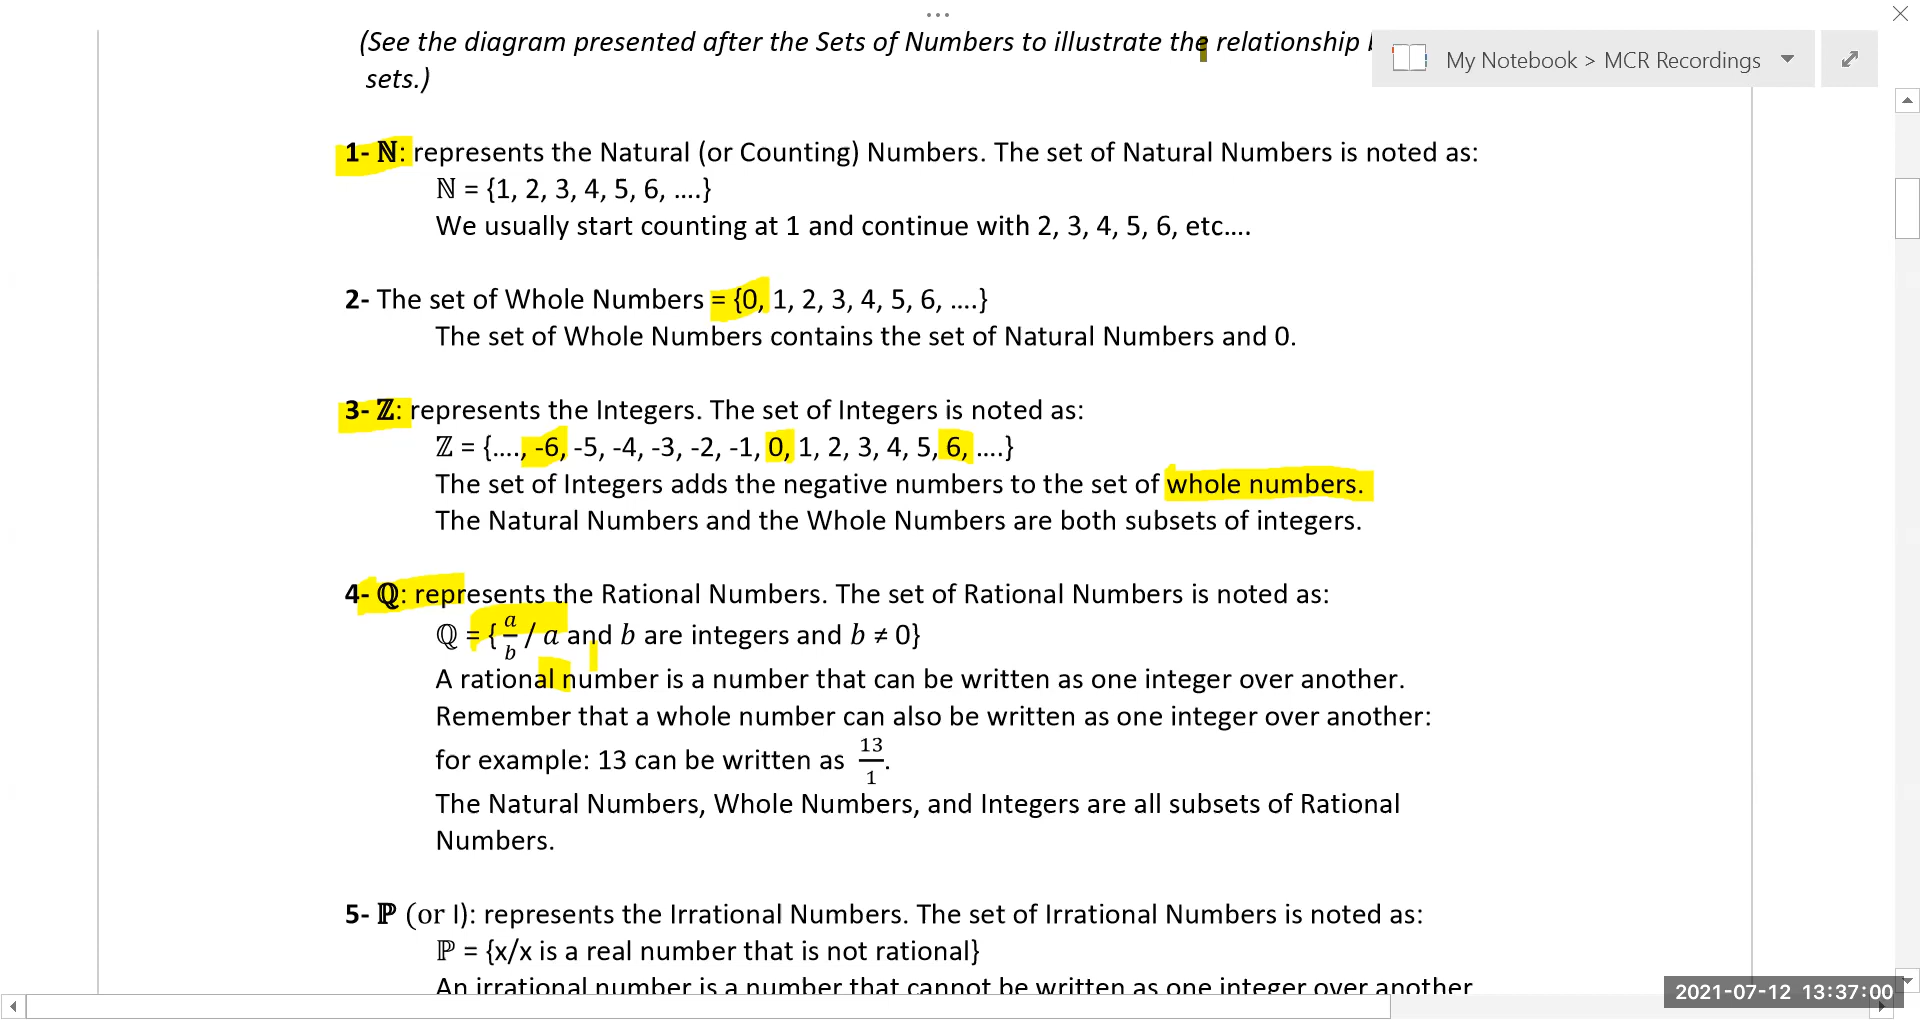 (See the diagram presented after the Sets of Numbers to illustrate the relationship
sets.)
My Notebook > MCR Recordings
1- ℕ: represents the Natural (or Counting) Numbers. The set of Natural Numbers is noted as:
ℕ = {1, 2, 3, 4, 5, 6, ....}
We usually start counting at 1 and continue with 2, 3, 4, 5, 6, etc....
2- The set of Whole Numbers = {0, 1, 2, 3, 4, 5, 6, ....}
The set of Whole Numbers contains the set of Natural Numbers and 0.
3- ℤ: represents the Integers. The set of Integers is noted as:
ℤ = {...., -6, -5, -4, -3, -2, -1, 0, 1, 2, 3, 4, 5, 6, ....}
The set of Integers adds the negative numbers to the set of whole numbers.
The Natural Numbers and the Whole Numbers are both subsets of integers.
4- ℚ: represents the Rational Numbers. The set of Rational Numbers is noted as:
ℚ = {a/b / a and b are integers and b ≠ 0}
A rational number is a number that can be written as one integer over another.
Remember that a whole number can also be written as one integer over another:
for example: 13 can be written as 13/1.
The Natural Numbers, Whole Numbers, and Integers are all subsets of Rational
Numbers.
5- ℙ (or I): represents the Irrational Numbers. The set of Irrational Numbers is noted as:
ℙ = {x/x is a real number that is not rational}
An irrational number is a number that cannot be written as one integer over another
2021-07-12 13:37:00